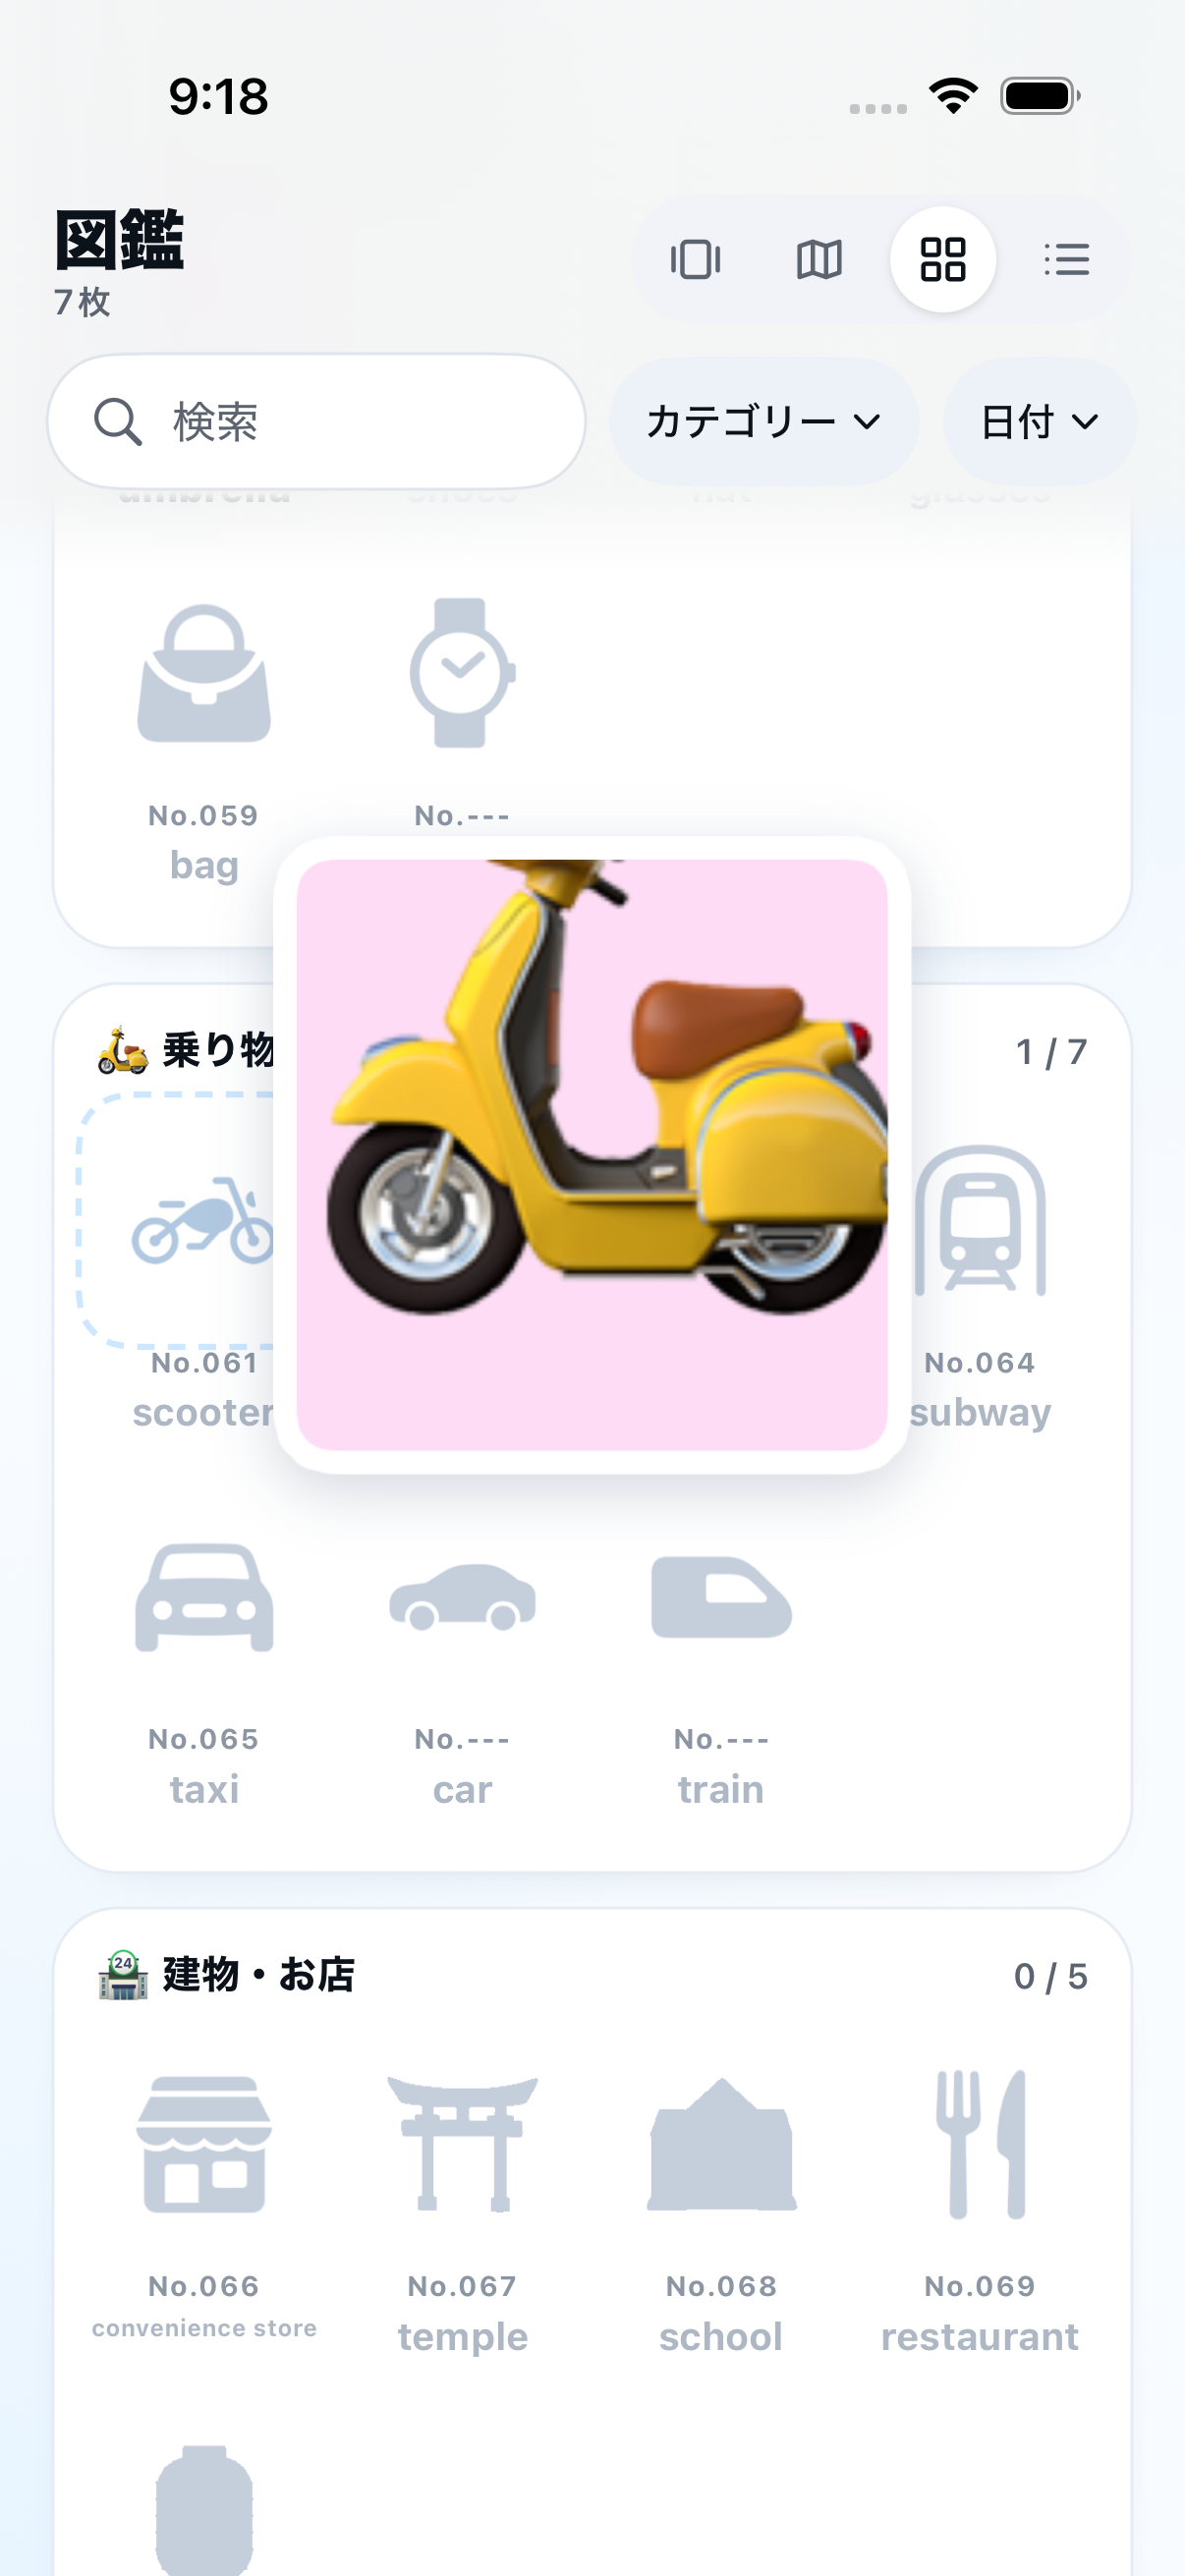 9:18
図鑑
7枚
検索
カテゴリー
日付
No.059
No.---
bag
乗り物
1 / 7
No.061
No.064
scooter
subway
No.065
No.---
No.---
taxi
car
train
24
建物・お店
0 / 5
No.066
No.067
No.068
No.069
convenience store
temple
school
restaurant